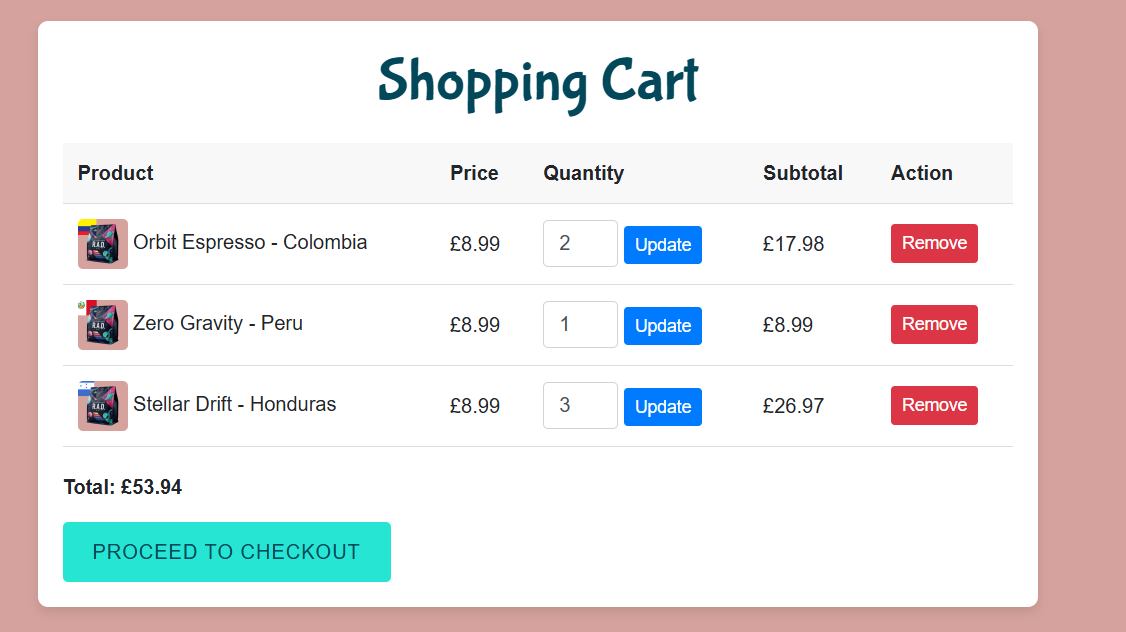 Shopping Cart
Product Price Quantity Subtotal Action
R.A.D. Orbit Espresso - Colombia £8.99 2 Update £17.98 Remove
R.A.D. Zero Gravity - Peru £8.99 1 Update £8.99 Remove
R.A.D. Stellar Drift - Honduras £8.99 3 Update £26.97 Remove
Total: £53.94
PROCEED TO CHECKOUT